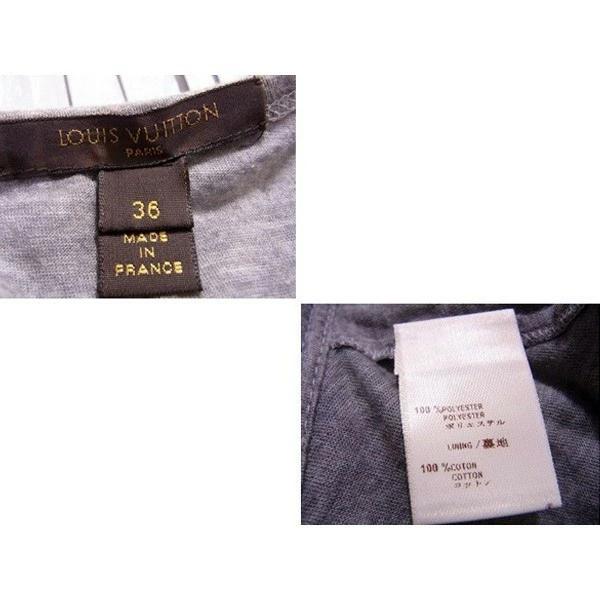 LOUIS VUITTON
PARIS
36
MADE
IN
FRANCE
100 %POLYESTER
POLYESTER
ポリエステル
LINING / 裏地
100 %COTON
COTTON
コットン